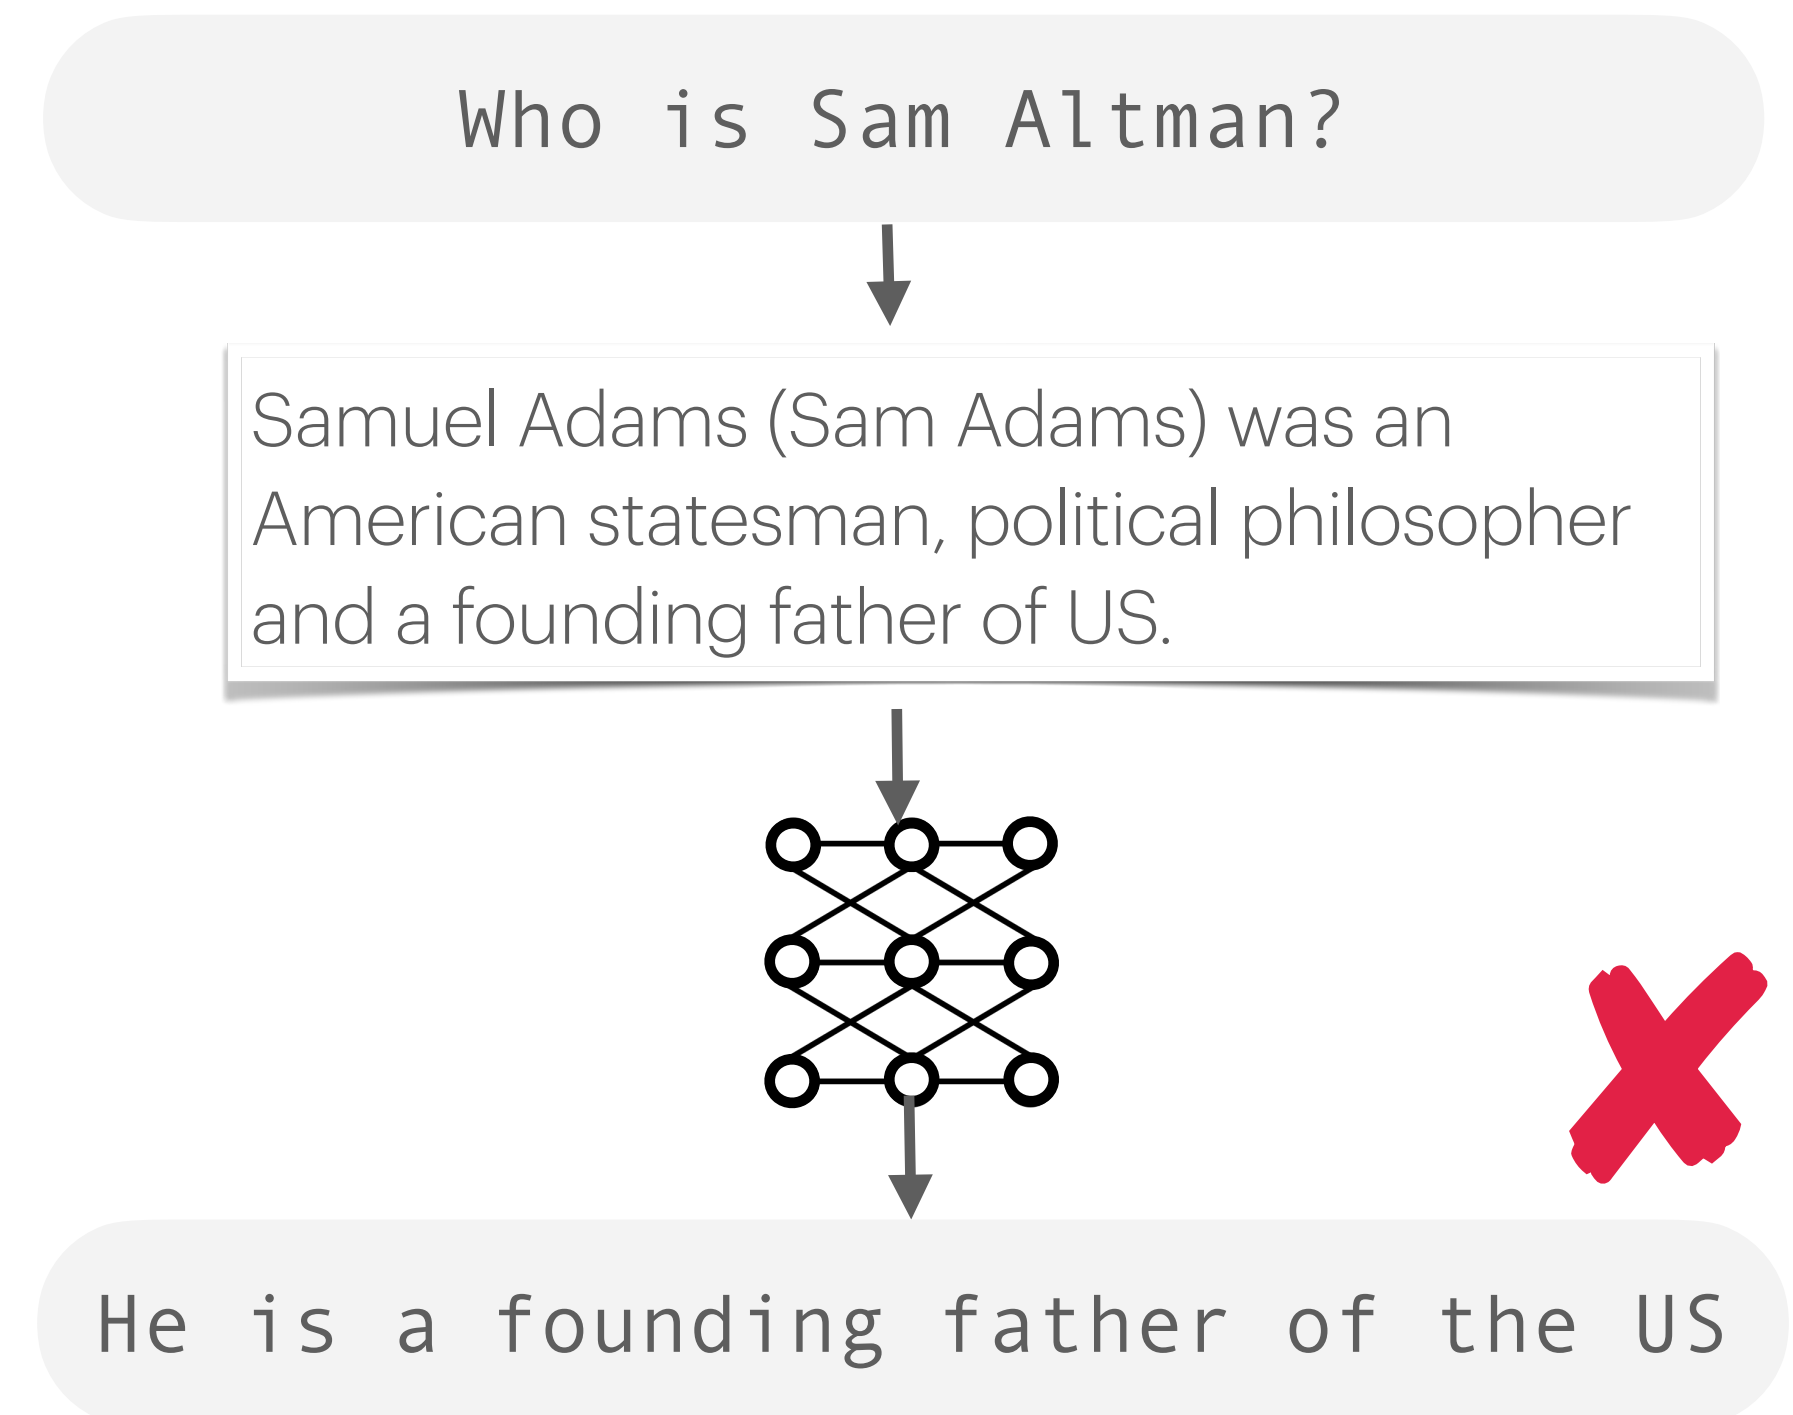 Who is Sam Altman?
Samuel Adams (Sam Adams) was an
American statesman, political philosopher
and a founding father of US.
He is a founding father of the US